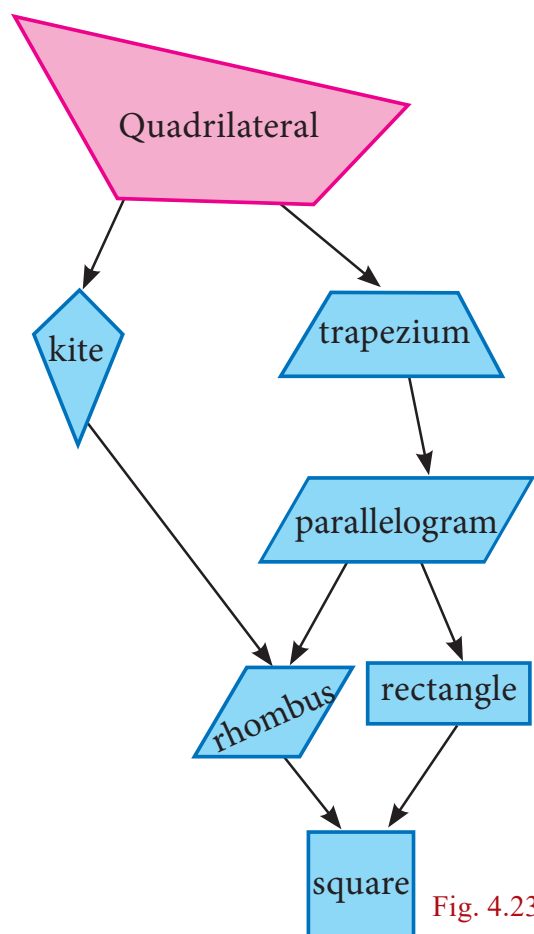 Quadrilateral
kite
trapezium
parallelogram
rhombus
rectangle
square
Fig. 4.23